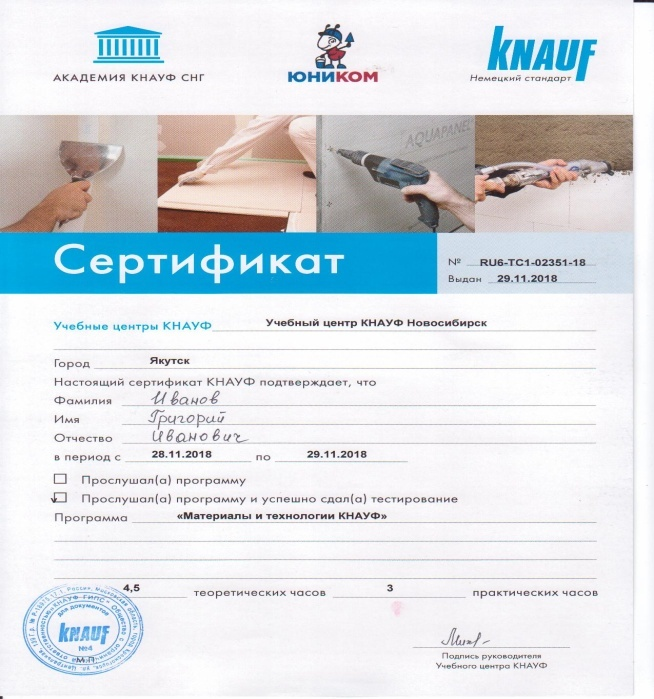 АКАДЕМИЯ КНАУФ СНГ
ЮНИКОМ
KNAUF
Немецкий стандарт
AQUAPANEL
Сертификат
№ RU6-TC1-02351-18
Выдан 29.11.2018
Учебные центры КНАУФ Учебный центр КНАУФ Новосибирск
Город Якутск
Настоящий сертификат КНАУФ подтверждает, что
Фамилия Иванов
Имя Григорий
Отчество Иванович
в период с 28.11.2018 по 29.11.2018
Прослушал(а) программу
Прослушал(а) программу и успешно сдал(а) тестирование
Программа «Материалы и технологии КНАУФ»
4,5 теоретических часов 3 практических часов
для документов
KNAUF
№4
М.П.
Подпись руководителя
Учебного центра КНАУФ